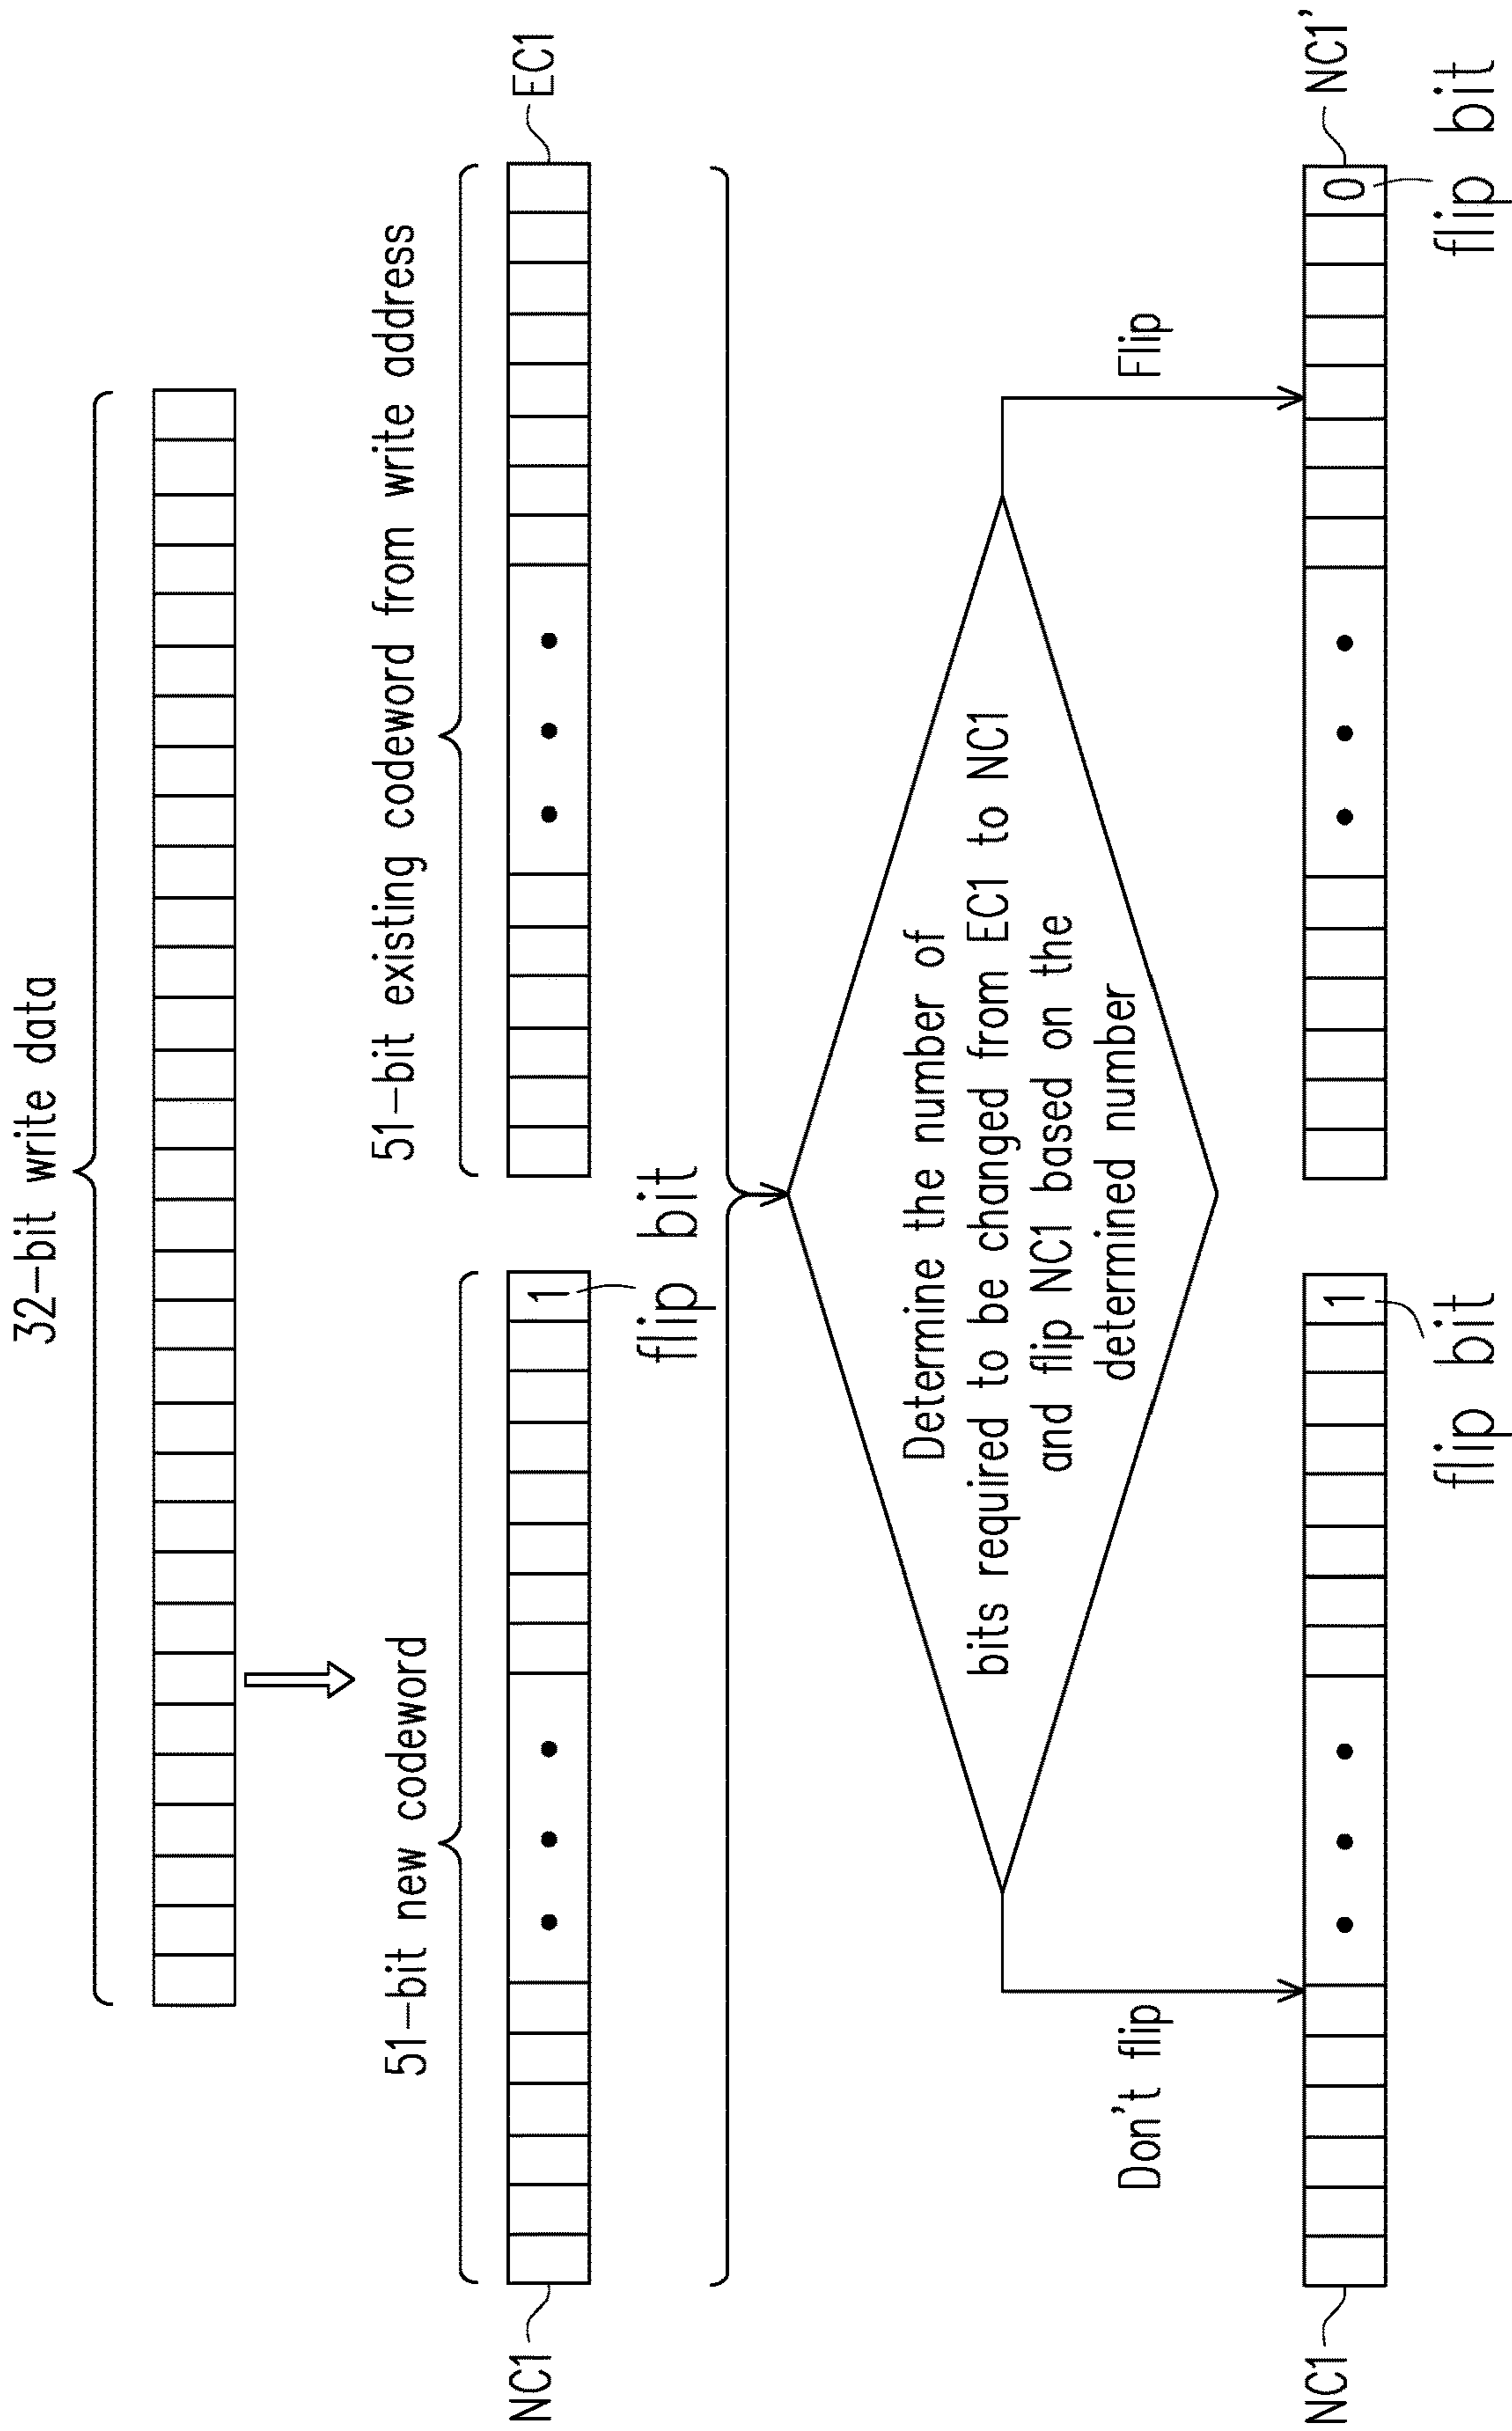 32-bit write data
51-bit new codeword
51-bit existing codeword from write address
NC1
1
EC1
flip bit
Determine the number of
bits required to be changed from EC1 to NC1
and flip NC1 based on the
determined number
Don't flip
Flip
NC1
1
0
NC1'
flip bit
flip bit